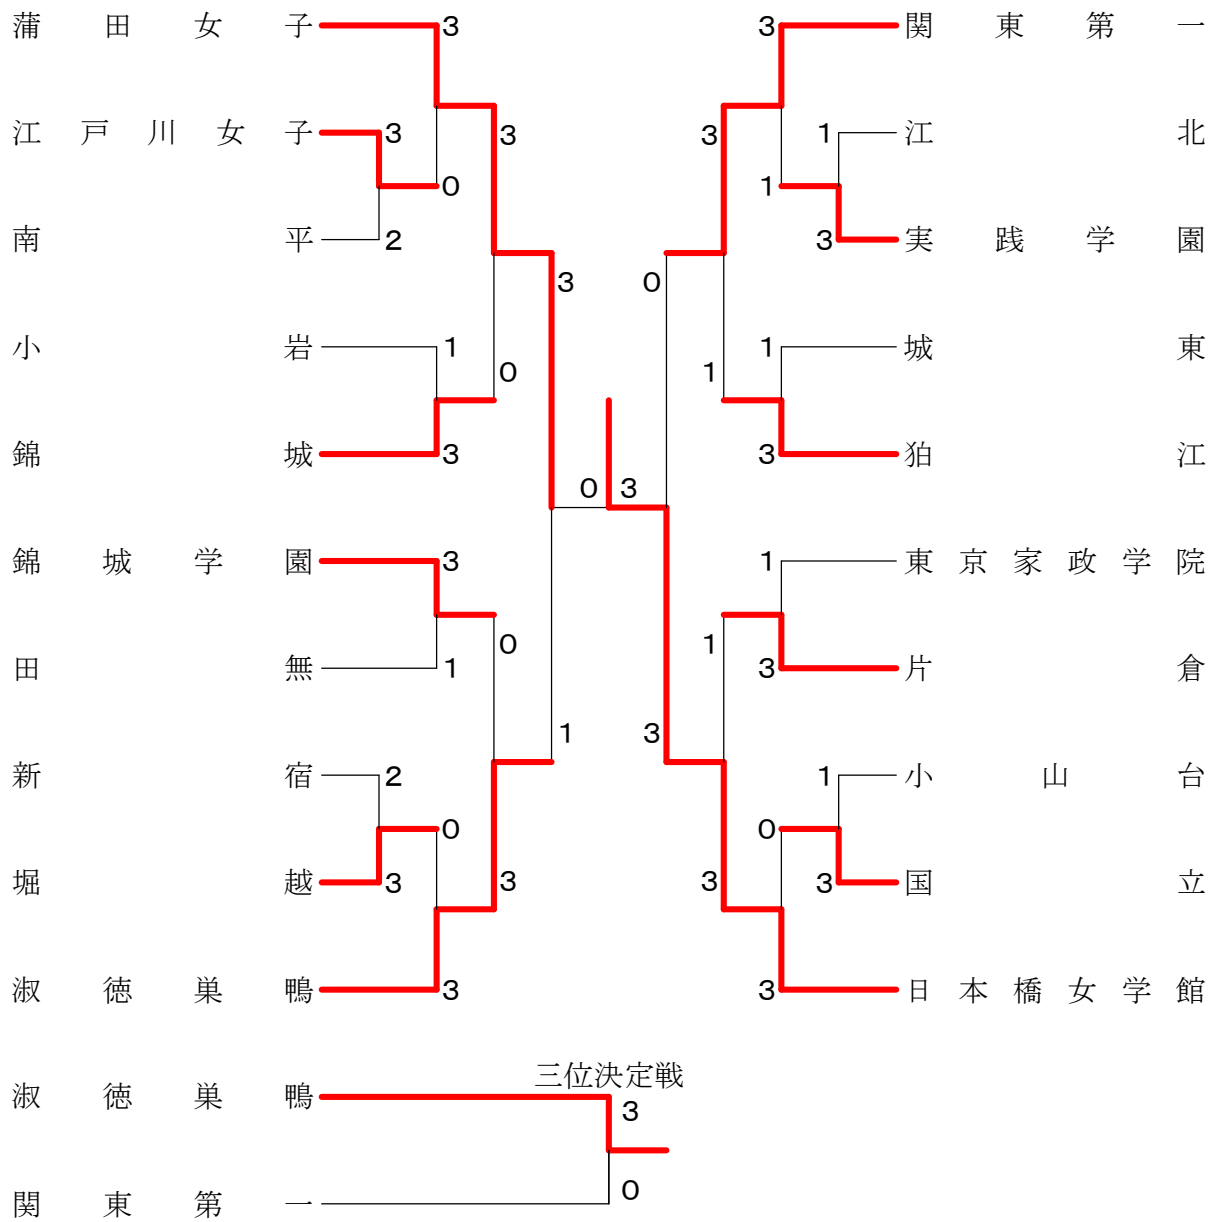 蒲田女子 3 3 関東第一
江戸川女子 3 3 3 1 江北
0 1
南平 2 3 実践学園
3 0
小岩 1 1 城東
0 1
錦城 3 3 狛江
0 3
錦城学園 3 1 東京家政学院
0 1
田無 1 3 片倉
1 3
新宿 2 1 小山台
0 0
堀越 3 3 3 3 国立
淑徳巣鴨 3 3 日本橋女学館
三位決定戦
淑徳巣鴨 3
関東第一 0